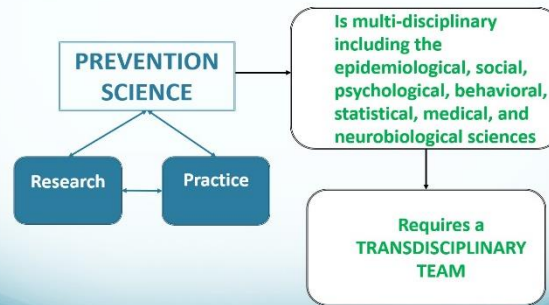 PREVENTION
SCIENCE
Is multi-disciplinary
including the
epidemiological, social,
psychological, behavioral,
statistical, medical, and
neurobiological sciences
Research
Practice
Requires a
TRANSDISCIPLINARY
TEAM